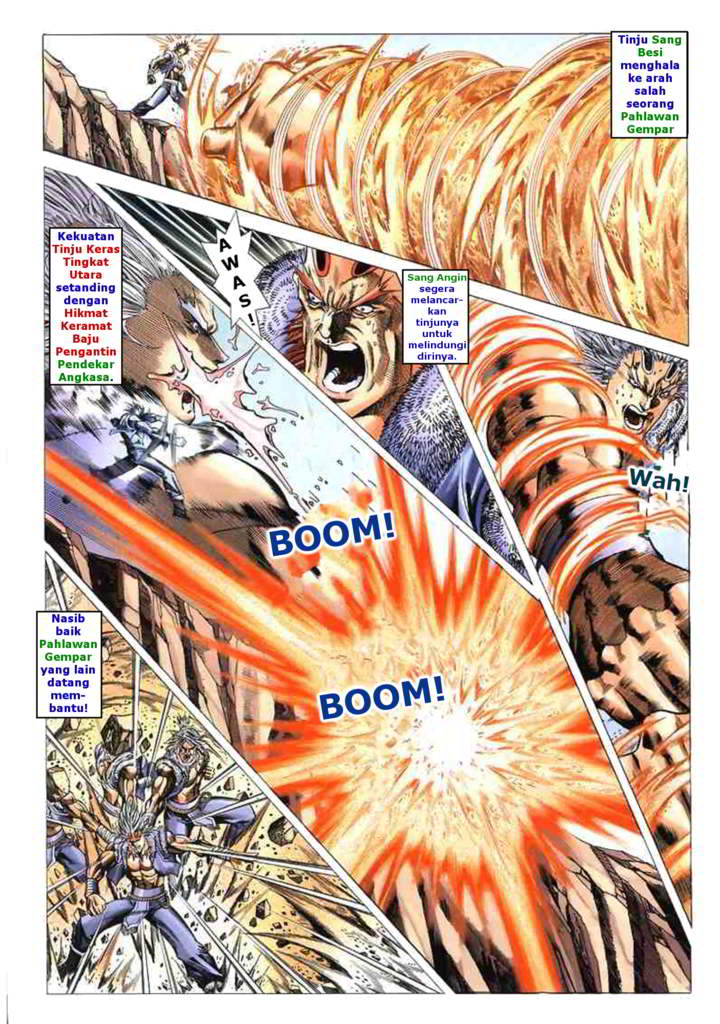 Tinju Sang
Besi
menghala
ke arah
salah
seorang
Pahlawan
Gempar
Kekuatan
Tinju Keras
Tingkat
Utara
setanding
dengan
Hikmat
Keramat
Baju
Pengantin
Pendekar
Angkasa.
AWAS!
Sang Angin
segera
melancar-
kan
tinjunya
untuk
melindungi
dirinya.
Wah!
BOOM!
BOOM!
Nasib
baik
Pahlawan
Gempar
yang lain
datang
mem-
bantu!